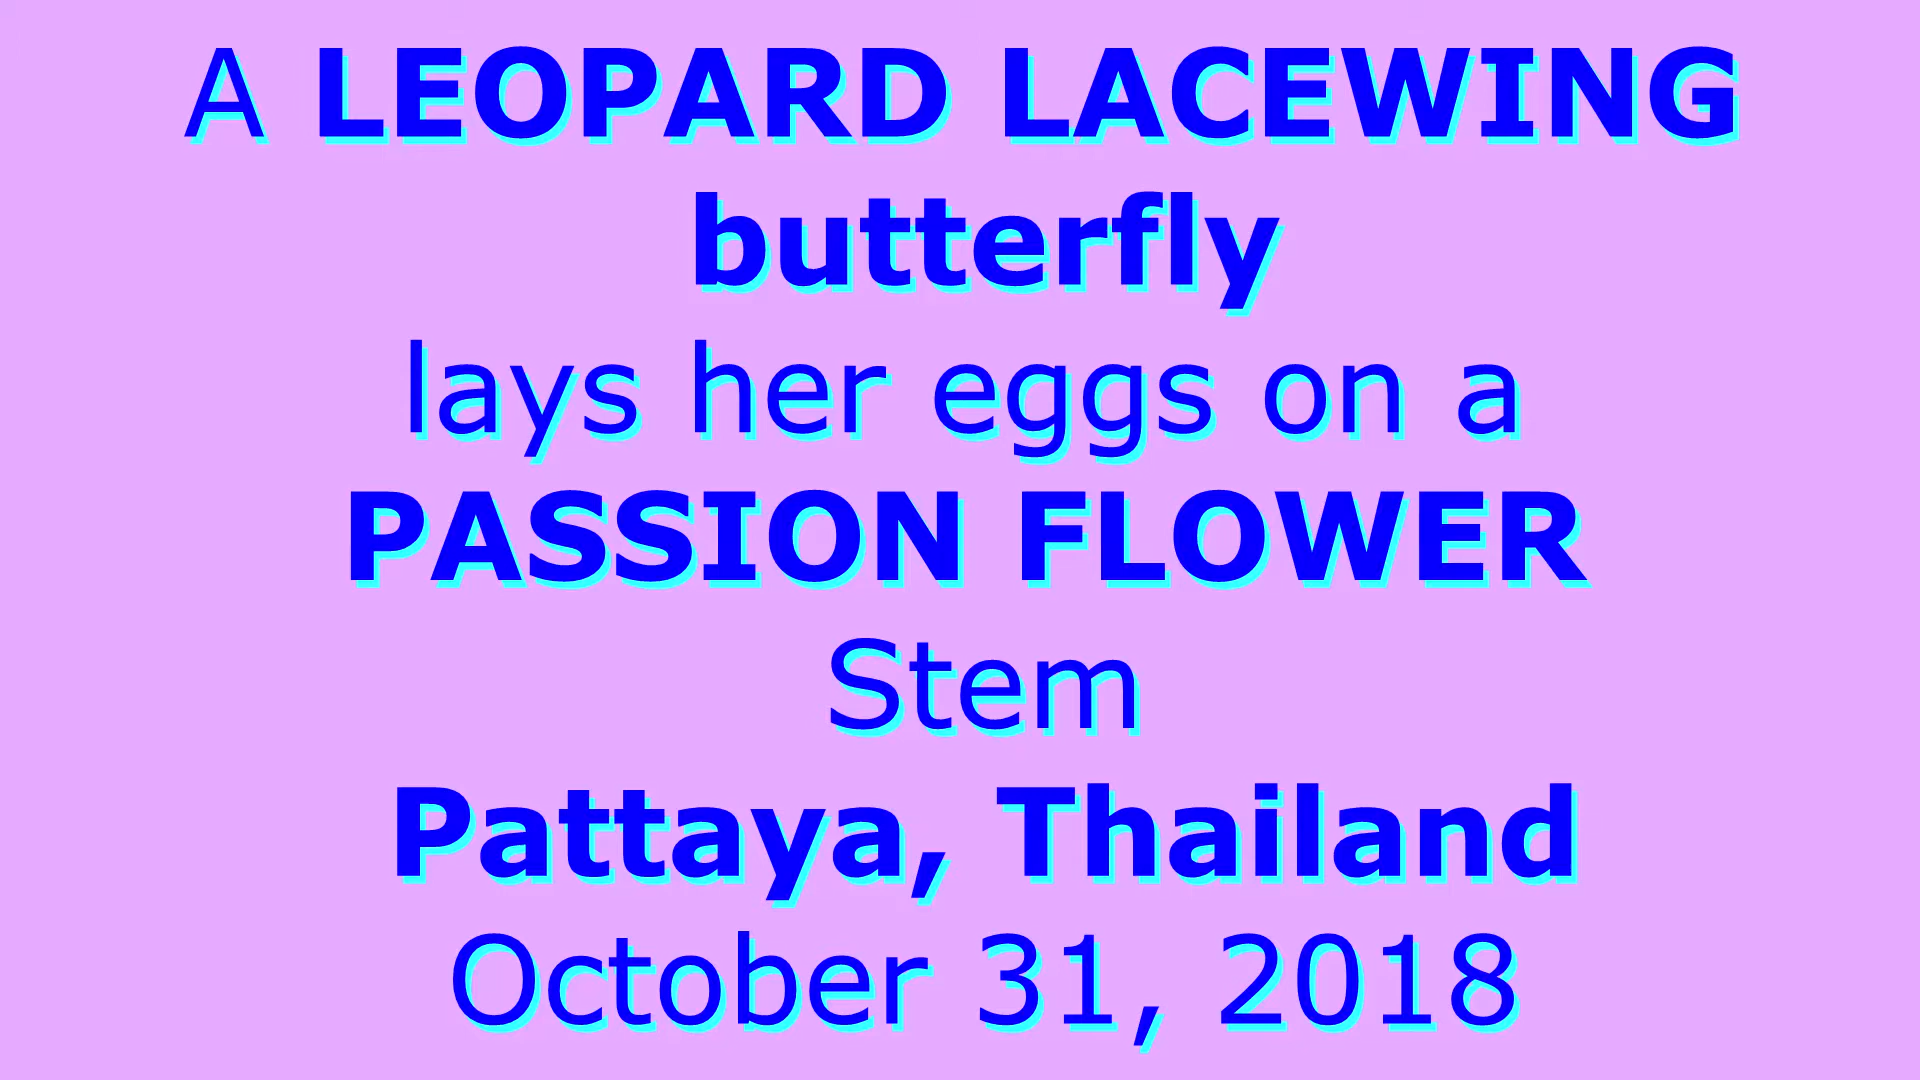 A LEOPARD LACEWING
butterfly
lays her eggs on a
PASSION FLOWER
Stem
Pattaya, Thailand
October 31, 2018